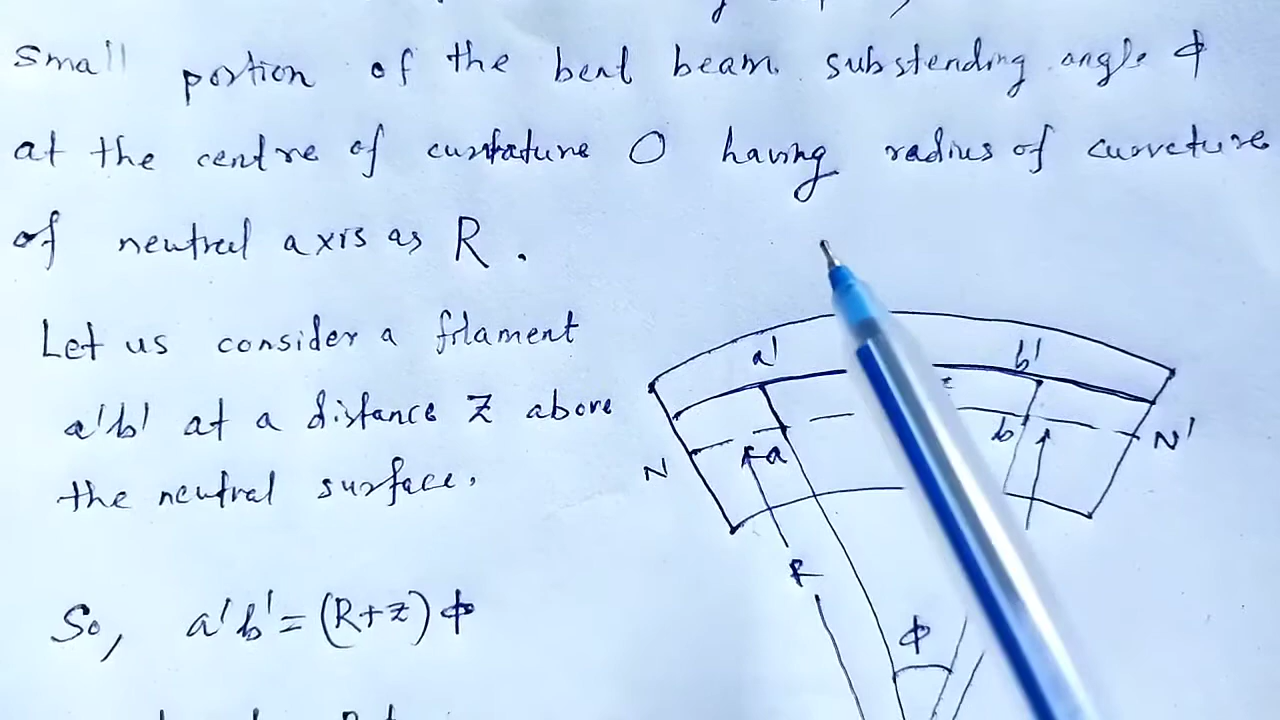 small portion of the bent beam substending angle ϕ
at the centre of curvature O having radius of curveture
of neutral axis as R.
Let us consider a filament
a'b' at a distance z above
the neutral surface.
So, a'b' = (R+z) ϕ
a'
b'
b
N'
a
N
R
ϕ